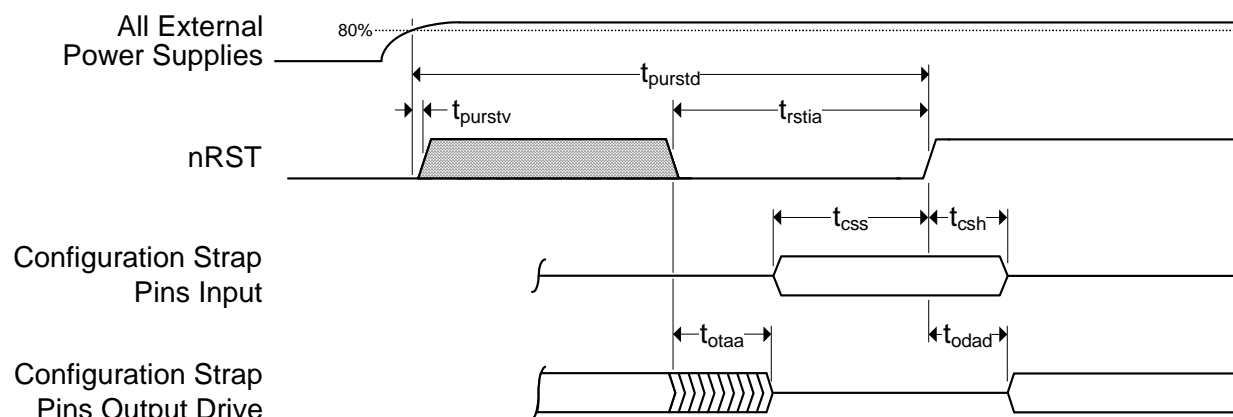 All External
Power Supplies
80%
tpurstd
tpurstv
trstia
nRST
tcss
tcsh
Configuration Strap
Pins Input
totaa
todad
Configuration Strap
Pins Output Drive